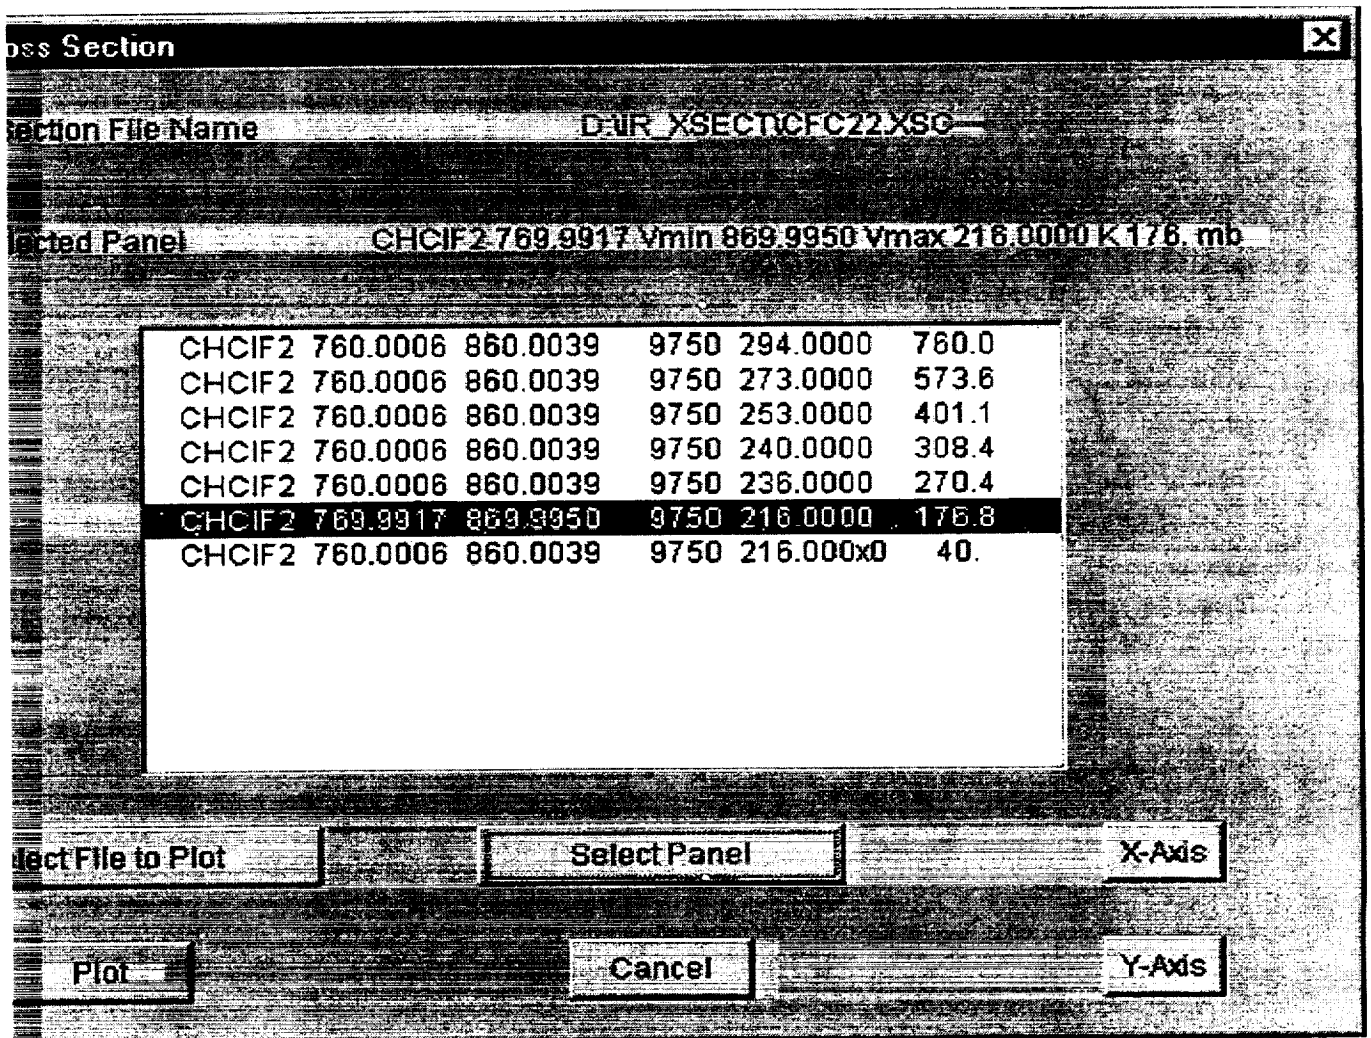 oss Section
section File Name D:\IR_XSECT\CFC22.XSC
lected Panel CHClF2 769.9917 Vmin 869.9950 Vmax 216.0000 K 176. mb
CHClF2 760.0006 860.0039 9750 294.0000 760.0
CHClF2 760.0006 860.0039 9750 273.0000 573.6
CHClF2 760.0006 860.0039 9750 253.0000 401.1
CHClF2 760.0006 860.0039 9750 240.0000 308.4
CHClF2 760.0006 860.0039 9750 236.0000 270.4
CHClF2 769.9917 869.9950 9750 216.0000 176.8
CHClF2 760.0006 860.0039 9750 216.000x0 40.
lect File to Plot Select Panel X-Axis
Plot Cancel Y-Axis